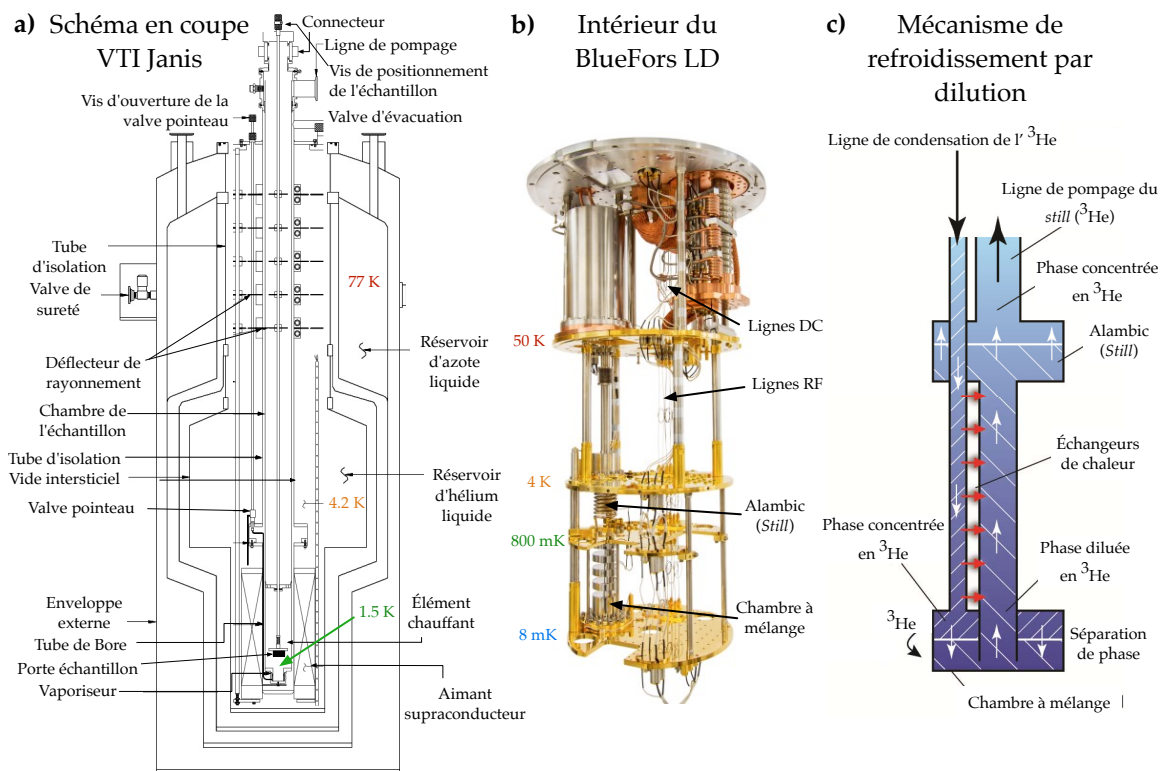 a) Schéma en coupe
VTI Janis
Connecteur
Ligne de pompage
Vis de positionnement
de l'échantillon
Vis d'ouverture de la
valve pointeau
Valve d'évacuation
Tube
d'isolation
Valve de
sureté
77 K
Déflecteur de
rayonnement
Réservoir
d'azote
liquide
Chambre de
l'échantillon
Tube d'isolation
Vide intersticiel
Valve pointeau
4.2 K
Réservoir
d'hélium
liquide
Enveloppe
externe
Tube de Bore
Porte échantillon
Vaporiseur
1.5 K
Élément
chauffant
Aimant
supraconducteur
b) Intérieur du
BlueFors LD
Lignes DC
50 K
Lignes RF
4 K
Alambic
(Still)
800 mK
Chambre à
mélange
8 mK
c) Mécanisme de
refroidissement par
dilution
Ligne de condensation de l' ³He
Ligne de pompage du
still (³He)
Phase concentrée
en ³He
Alambic
(Still)
Échangeurs
de chaleur
Phase concentrée
en ³He
Phase diluée
en ³He
³He
Séparation
de phase
Chambre à mélange